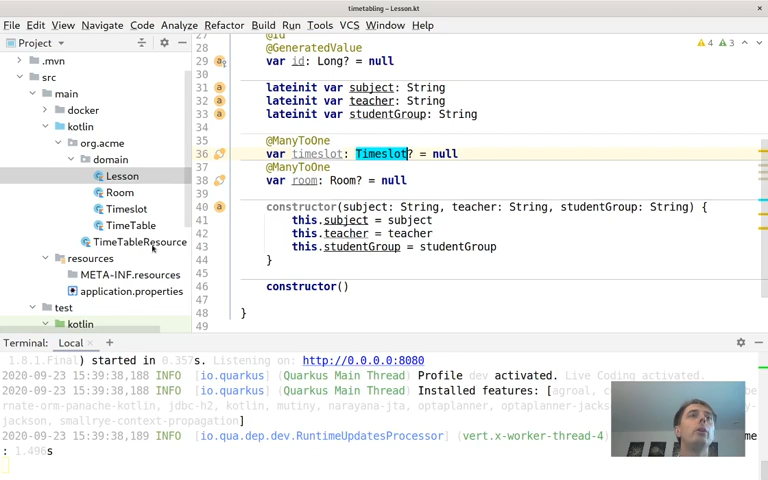 timetabling – Lesson.kt
File Edit View Navigate Code Analyze Refactor Build Run Tools VCS Window Help
Project
.mvn
src
main
docker
kotlin
org.acme
domain
Lesson
Room
Timeslot
TimeTable
TimeTableResource
resources
META-INF.resources
application.properties
test
kotlin
4 3
27 @Id
28 @GeneratedValue
29 var id: Long? = null
30
31 lateinit var subject: String
32 lateinit var teacher: String
33 lateinit var studentGroup: String
34
35 @ManyToOne
36 var timeslot: Timeslot? = null
37 @ManyToOne
38 var room: Room? = null
39
40 constructor(subject: String, teacher: String, studentGroup: String) {
41 this.subject = subject
42 this.teacher = teacher
43 this.studentGroup = studentGroup
44 }
45
46 constructor()
47
48 }
49
Terminal: Local
1.8.1.Final) started in 0.357s. Listening on: http://0.0.0.0:8080
2020-09-23 15:39:38,188 INFO [io.quarkus] (Quarkus Main Thread) Profile dev activated. Live Coding activated.
2020-09-23 15:39:38,188 INFO [io.quarkus] (Quarkus Main Thread) Installed features: [agroal,
rnate-orm-panache-kotlin, jdbc-h2, kotlin, mutiny, narayana-jta, optaplanner, optaplanner-jacks
jackson, smallrye-context-propagation]
2020-09-23 15:39:38,189 INFO [io.qua.dep.dev.RuntimeUpdatesProcessor] (vert.x-worker-thread-4)
: 1.496s